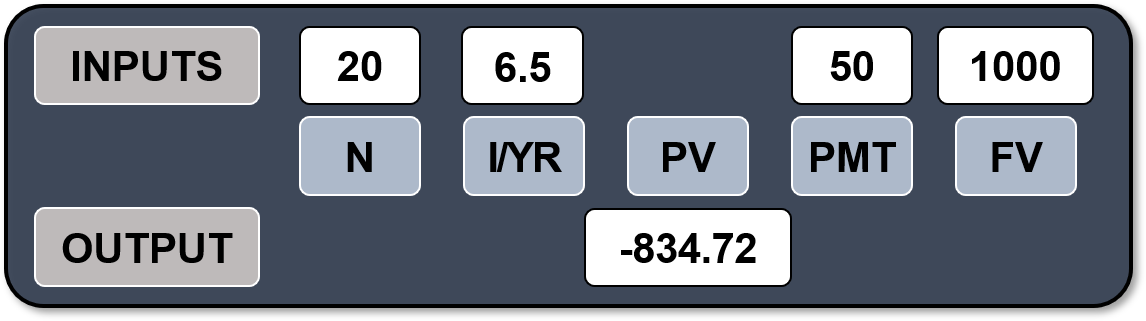 INPUTS 20 6.5 50 1000
N I/YR PV PMT FV
OUTPUT -834.72